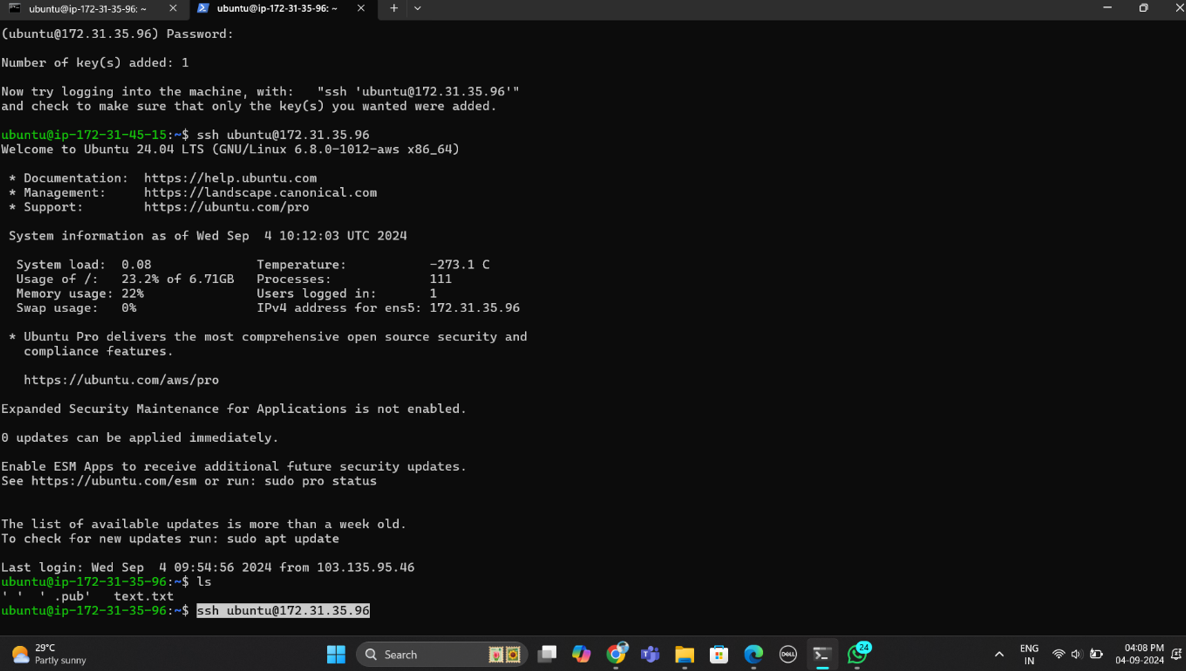 ubuntu@ip-172-31-45-15: ~
ubuntu@ip-172-31-35-96: ~
(ubuntu@172.31.35.96) Password:
Number of key(s) added: 1
Now try logging into the machine, with:   "ssh 'ubuntu@172.31.35.96'"
and check to make sure that only the key(s) you wanted were added.
ubuntu@ip-172-31-45-15:~$ ssh ubuntu@172.31.35.96
Welcome to Ubuntu 24.04 LTS (GNU/Linux 6.8.0-1012-aws x86_64)
* Documentation:  https://help.ubuntu.com
* Management:     https://landscape.canonical.com
* Support:        https://ubuntu.com/pro
System information as of Wed Sep  4 10:12:03 UTC 2024
System load:  0.08               Temperature:           -273.1 C
Usage of /:   23.2% of 6.71GB   Processes:             111
Memory usage: 22%               Users logged in:       1
Swap usage:   0%                IPv4 address for ens5: 172.31.35.96
* Ubuntu Pro delivers the most comprehensive open source security and
compliance features.
https://ubuntu.com/aws/pro
Expanded Security Maintenance for Applications is not enabled.
0 updates can be applied immediately.
Enable ESM Apps to receive additional future security updates.
See https://ubuntu.com/esm or run: sudo pro status
The list of available updates is more than a week old.
To check for new updates run: sudo apt update
Last login: Wed Sep  4 09:54:56 2024 from 103.135.95.46
ubuntu@ip-172-31-35-96:~$ ls
' '  ' .pub'   text.txt
ubuntu@ip-172-31-35-96:~$ ssh ubuntu@172.31.35.96
29°C
Partly sunny
Search
DELL
24
ENG
IN
04:08 PM
04-09-2024